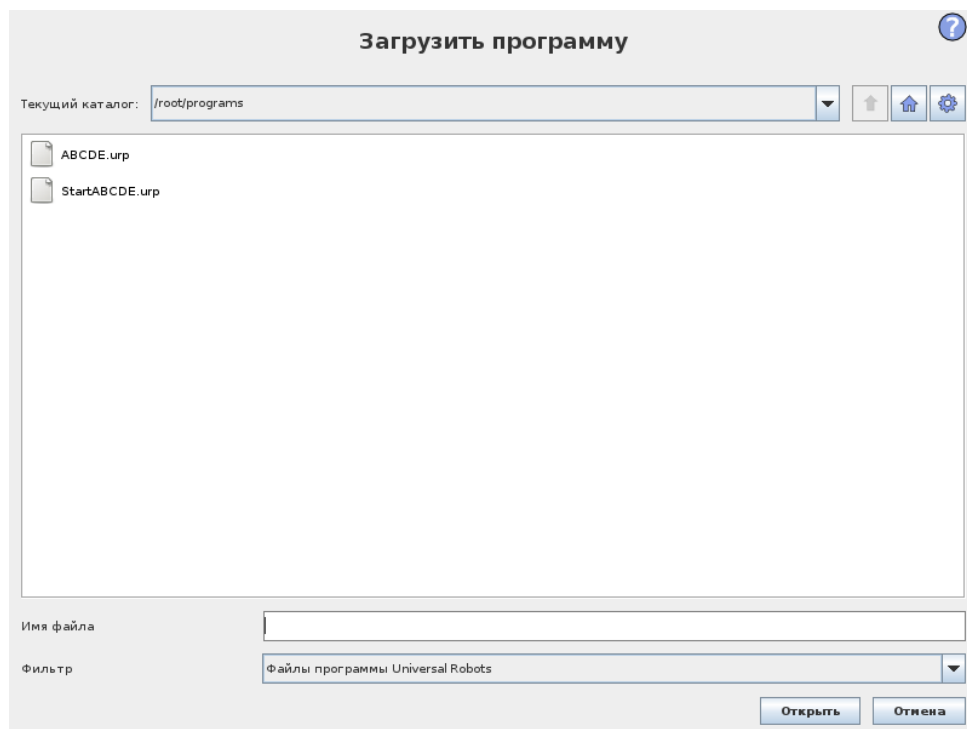 ?
Загрузить программу
Текущий каталог: /root/programs
ABCDE.urp
StartABCDE.urp
Имя файла
Фильтр Файлы программы Universal Robots
Открыть Отмена